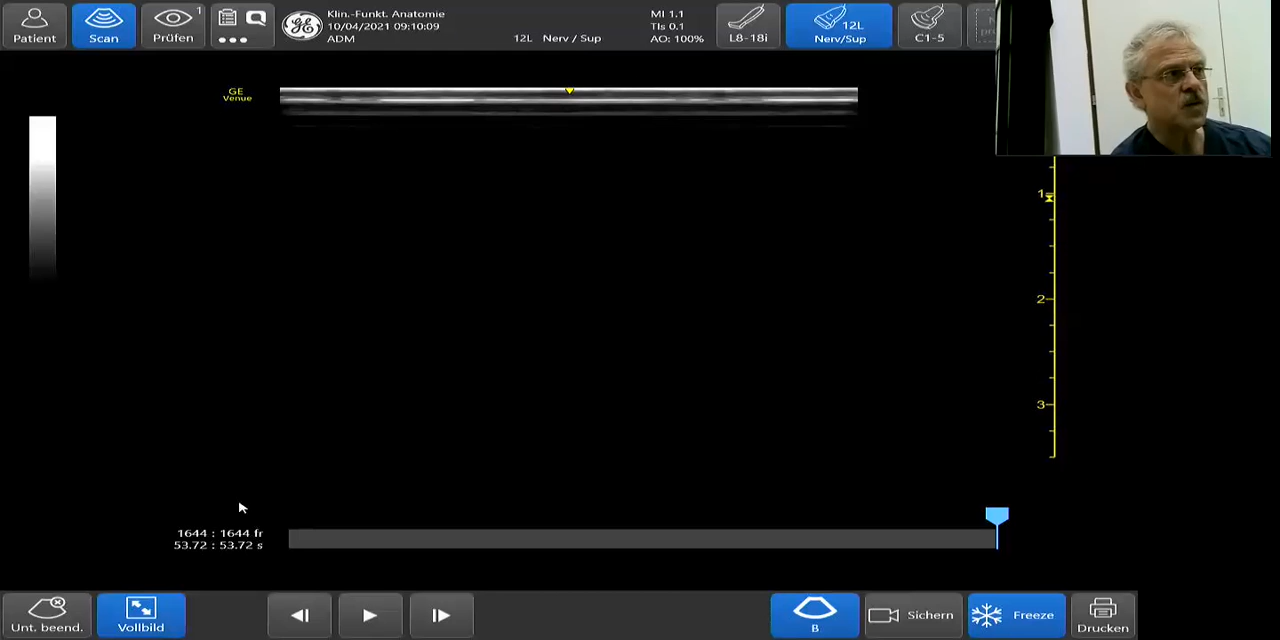 Patient
Scan
Prüfen
1
Klin.-Funkt. Anatomie
10/04/2021 09:10:09
ADM
12L Nerv / Sup
MI 1.1
TIs 0.1
AO: 100%
L8-18i
12L
Nerv/Sup
C1-5
GE
Venue
1
2
3
1644 : 1644 fr
53.72 : 53.72 s
Unt. beend.
Vollbild
B
Sichern
Freeze
Drucken